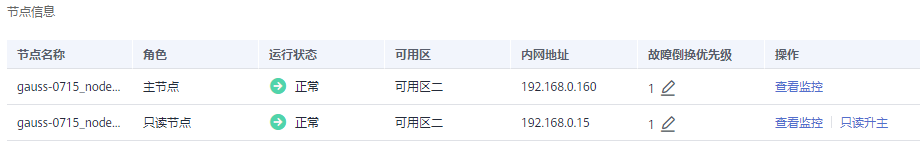 节点信息
节点名称 角色 运行状态 可用区 内网地址 故障倒换优先级 操作
gauss-0715_node... 主节点 正常 可用区二 192.168.0.160 1 查看监控
gauss-0715_node... 只读节点 正常 可用区二 192.168.0.15 1 查看监控 只读升主